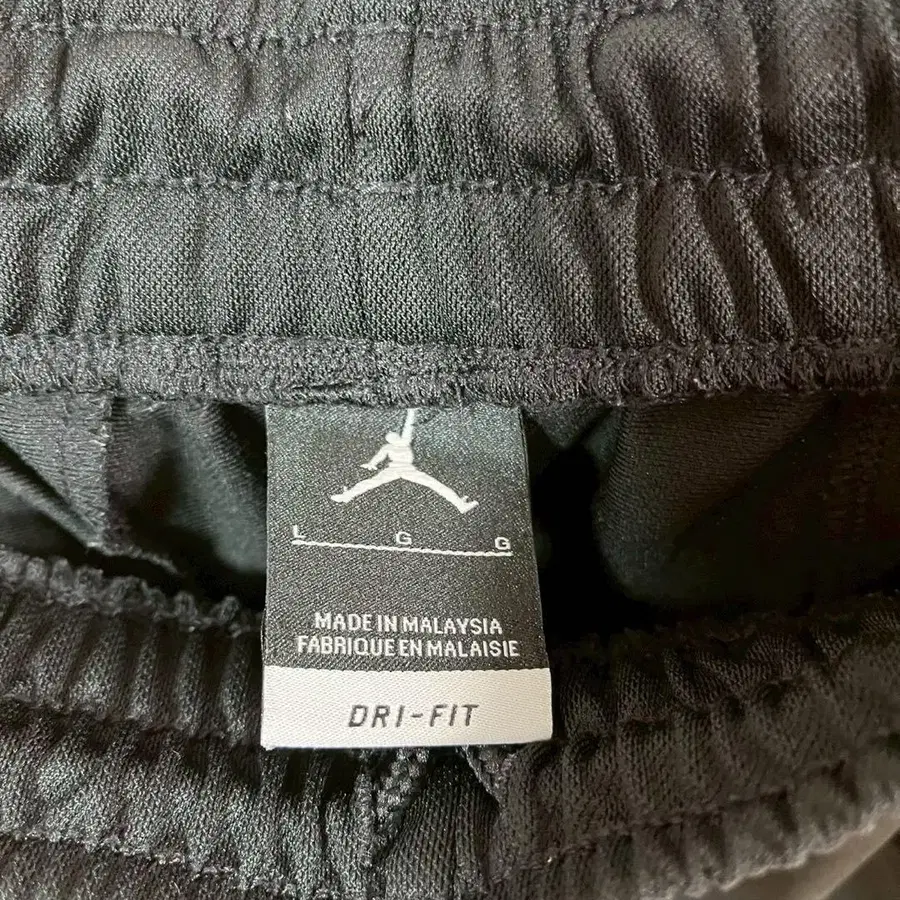 L G G
MADE IN MALAYSIA
FABRIQUE EN MALAISIE
DRI-FIT